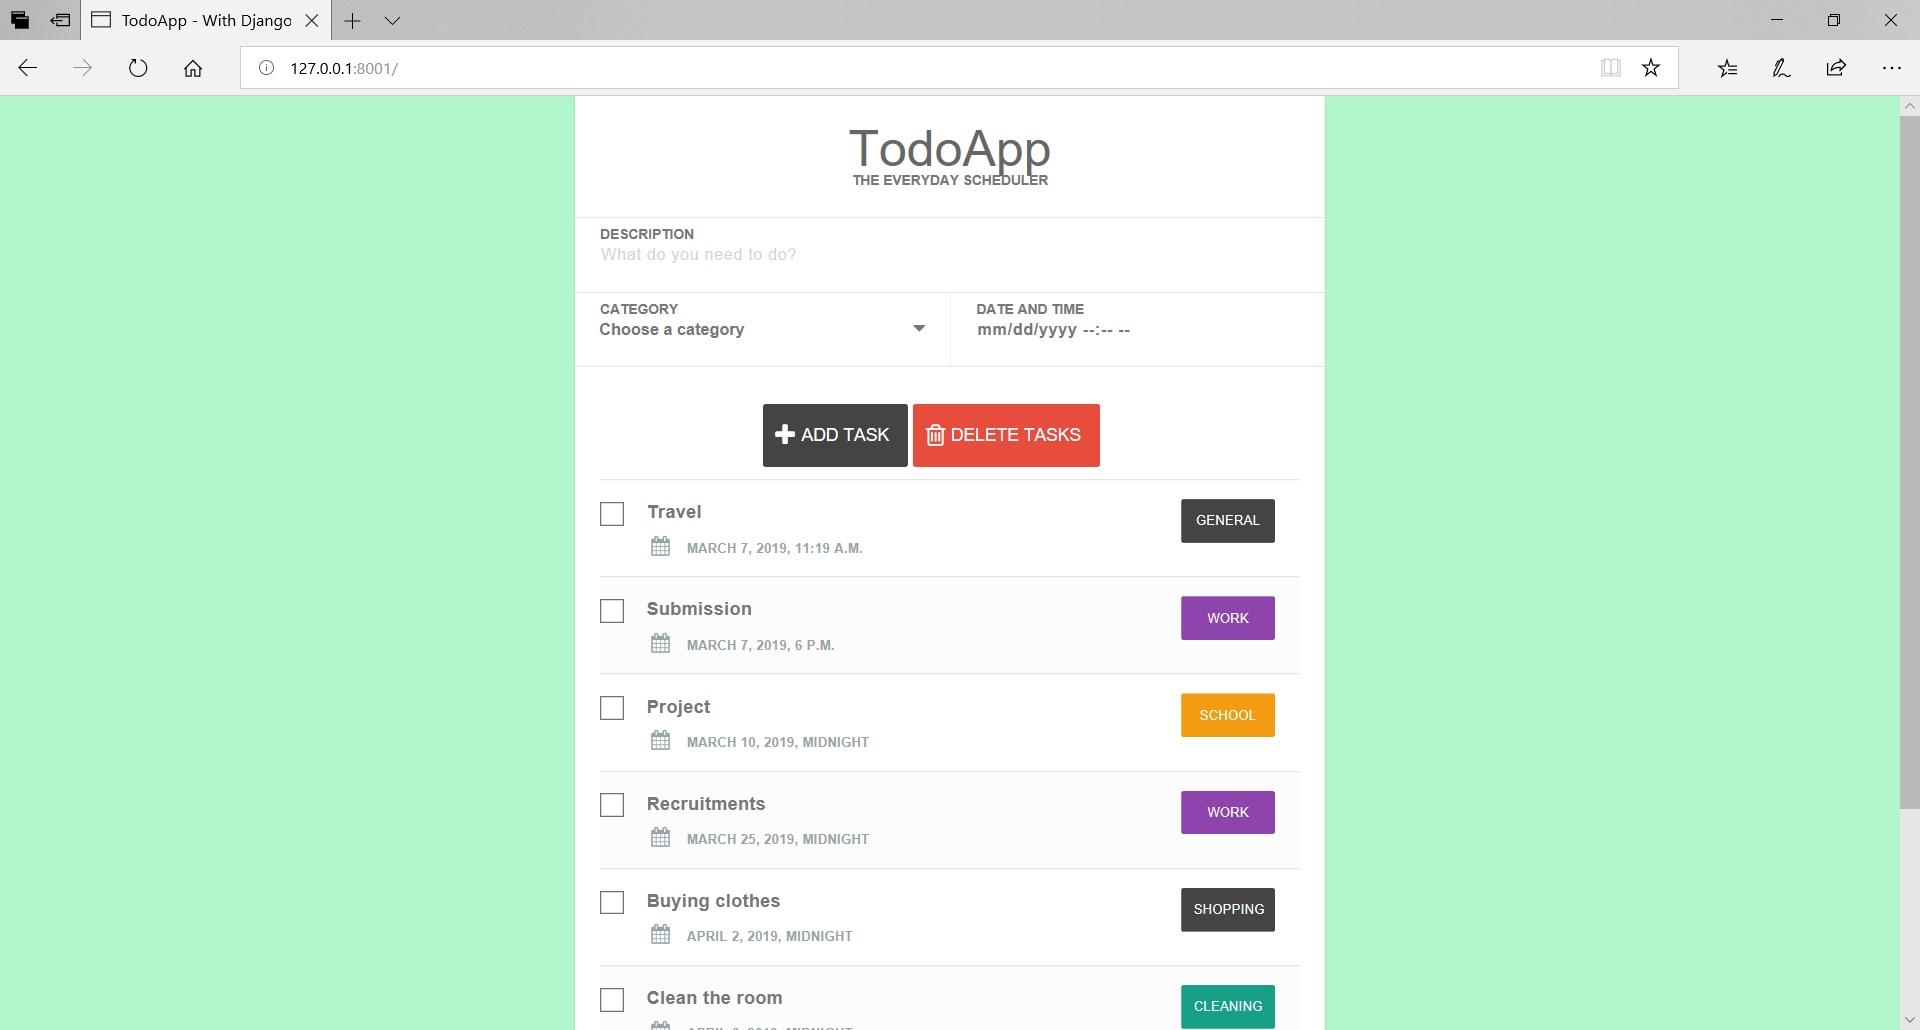 TodoApp - With Django
127.0.0.1:8001/
TodoApp
THE EVERYDAY SCHEDULER
DESCRIPTION
What do you need to do?
CATEGORY
DATE AND TIME
Choose a category
mm/dd/yyyy --:-- --
ADD TASK
DELETE TASKS
Travel
GENERAL
MARCH 7, 2019, 11:19 A.M.
Submission
WORK
MARCH 7, 2019, 6 P.M.
Project
SCHOOL
MARCH 10, 2019, MIDNIGHT
Recruitments
WORK
MARCH 25, 2019, MIDNIGHT
Buying clothes
SHOPPING
APRIL 2, 2019, MIDNIGHT
Clean the room
CLEANING